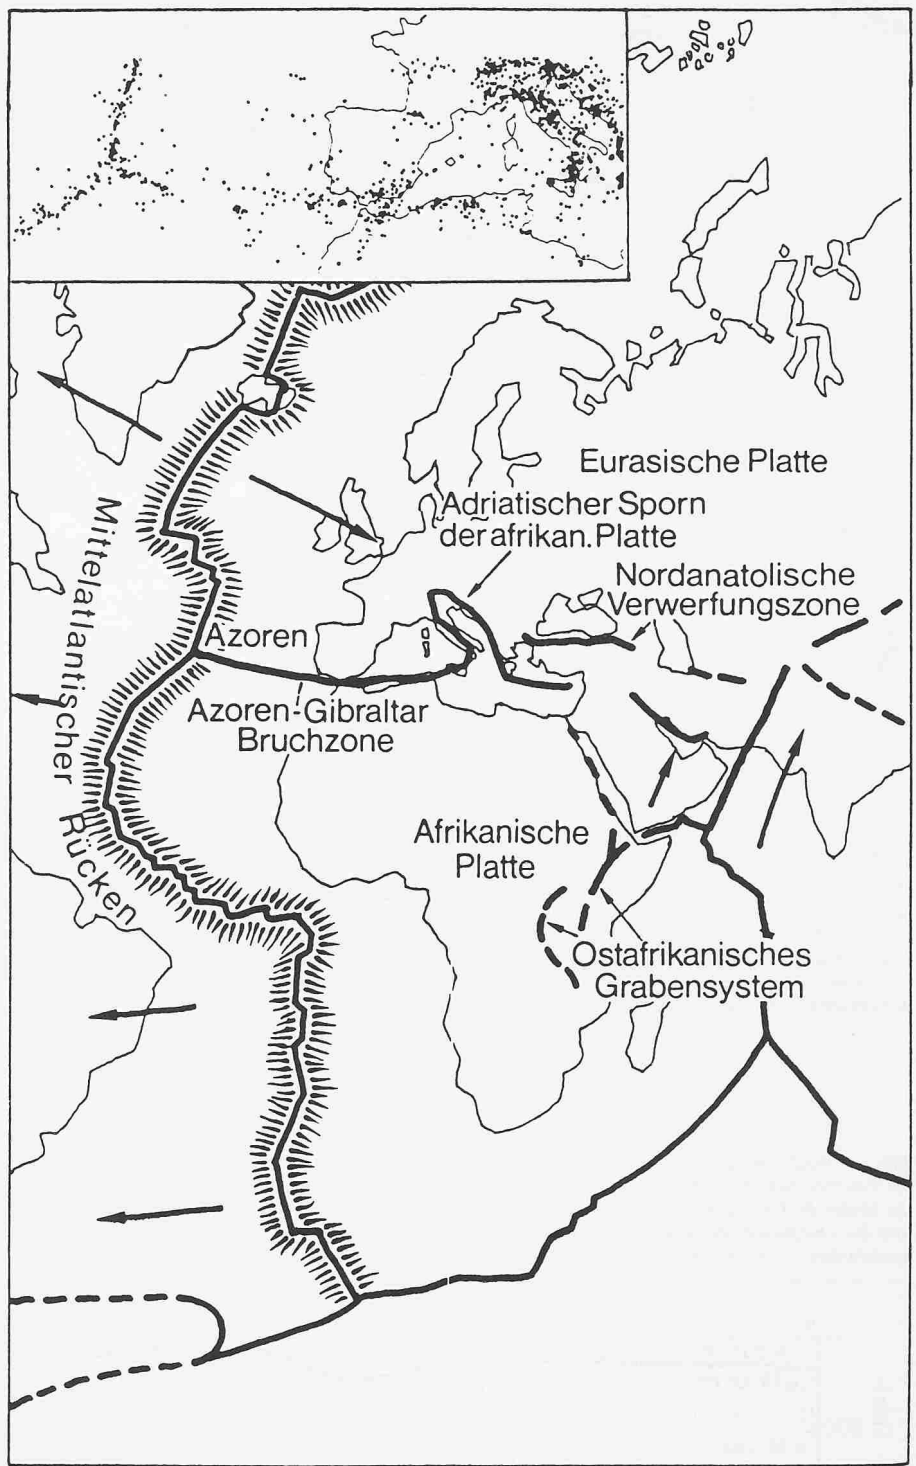 Eurasische Platte
Adriatischer Sporn
der afrikan. Platte
Nordanatolische
Verwerfungszone
Mittelatlantischer
Rücken
Azoren
Azoren-Gibraltar
Bruchzone
Afrikanische
Platte
Ostafrikanisches
Grabensystem